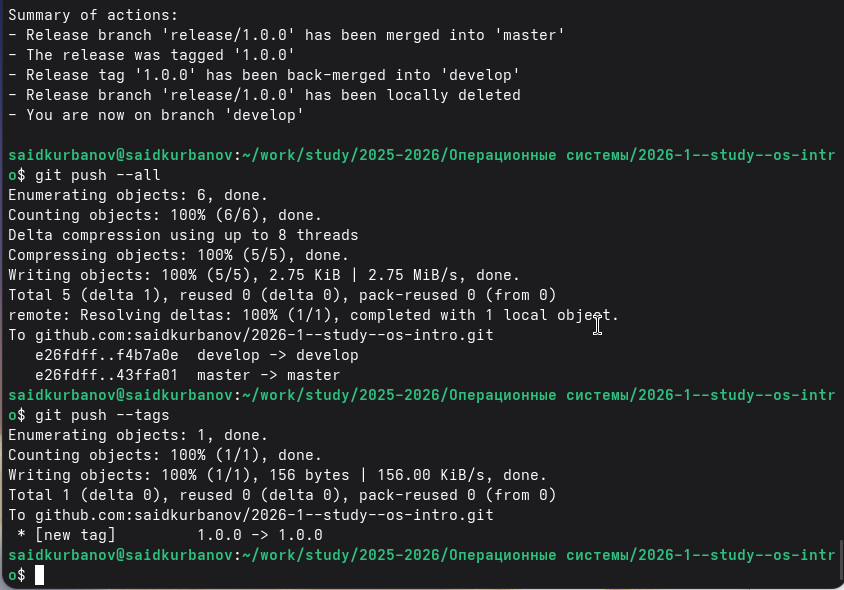 Summary of actions:
- Release branch 'release/1.0.0' has been merged into 'master'
- The release was tagged '1.0.0'
- Release tag '1.0.0' has been back-merged into 'develop'
- Release branch 'release/1.0.0' has been locally deleted
- You are now on branch 'develop'
saidkurbanov@saidkurbanov:~/work/study/2025-2026/Операционные системы/2026-1--study--os-intr
o$ git push --all
Enumerating objects: 6, done.
Counting objects: 100% (6/6), done.
Delta compression using up to 8 threads
Compressing objects: 100% (5/5), done.
Writing objects: 100% (5/5), 2.75 KiB | 2.75 MiB/s, done.
Total 5 (delta 1), reused 0 (delta 0), pack-reused 0 (from 0)
remote: Resolving deltas: 100% (1/1), completed with 1 local object.
To github.com:saidkurbanov/2026-1--study--os-intro.git
   e26fdff..f4b7a0e  develop -> develop
   e26fdff..43ffa01  master -> master
saidkurbanov@saidkurbanov:~/work/study/2025-2026/Операционные системы/2026-1--study--os-intr
o$ git push --tags
Enumerating objects: 1, done.
Counting objects: 100% (1/1), done.
Writing objects: 100% (1/1), 156 bytes | 156.00 KiB/s, done.
Total 1 (delta 0), reused 0 (delta 0), pack-reused 0 (from 0)
To github.com:saidkurbanov/2026-1--study--os-intro.git
 * [new tag]         1.0.0 -> 1.0.0
saidkurbanov@saidkurbanov:~/work/study/2025-2026/Операционные системы/2026-1--study--os-intr
o$